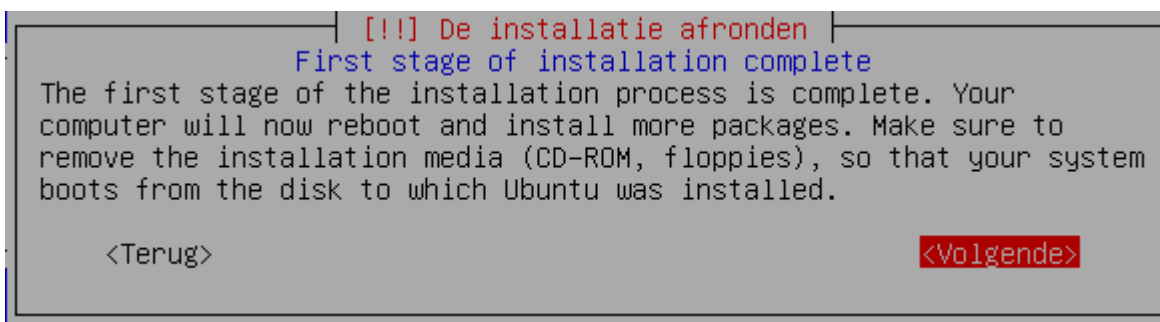 [!!] De installatie afronden
First stage of installation complete
The first stage of the installation process is complete. Your
computer will now reboot and install more packages. Make sure to
remove the installation media (CD-ROM, floppies), so that your system
boots from the disk to which Ubuntu was installed.
<Terug> <Volgende>